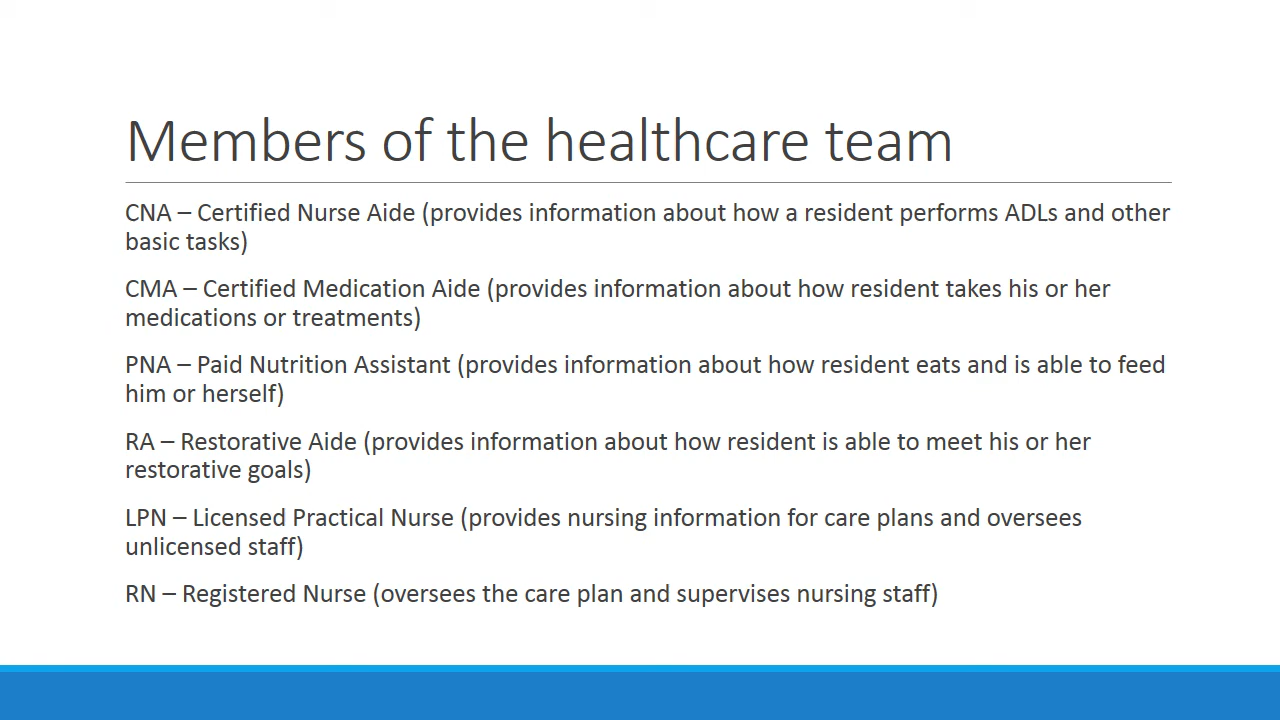 Members of the healthcare team
CNA – Certified Nurse Aide (provides information about how a resident performs ADLs and other
basic tasks)
CMA – Certified Medication Aide (provides information about how resident takes his or her
medications or treatments)
PNA – Paid Nutrition Assistant (provides information about how resident eats and is able to feed
him or herself)
RA – Restorative Aide (provides information about how resident is able to meet his or her
restorative goals)
LPN – Licensed Practical Nurse (provides nursing information for care plans and oversees
unlicensed staff)
RN – Registered Nurse (oversees the care plan and supervises nursing staff)